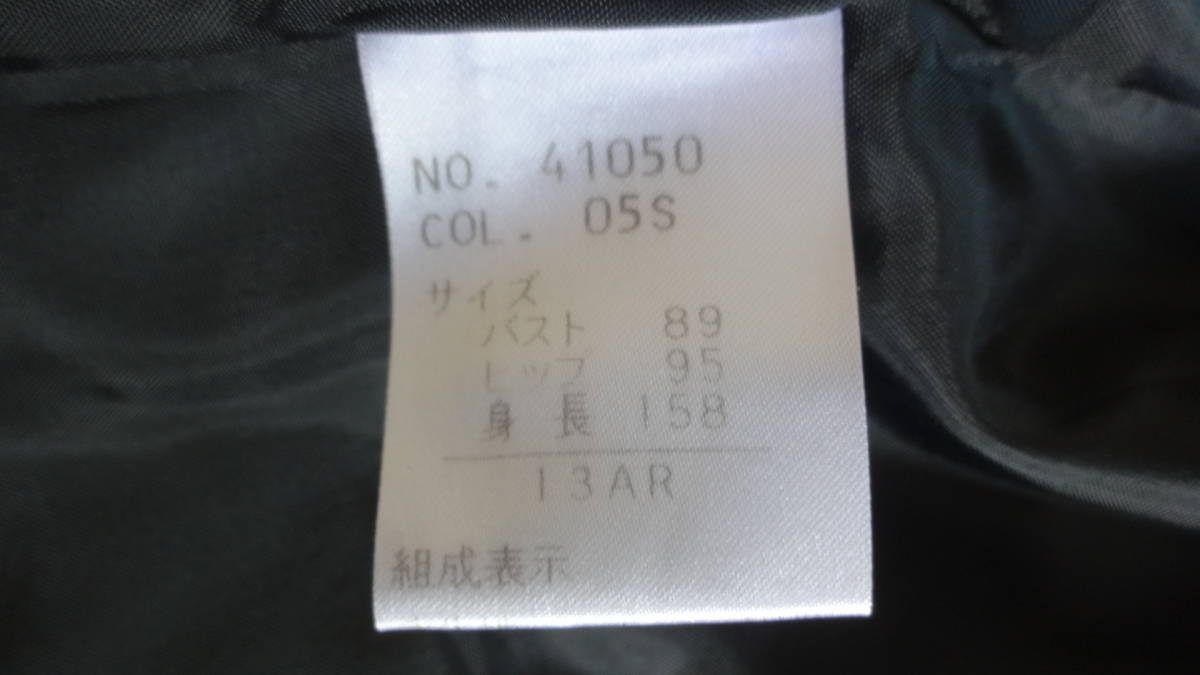 NO. 41050
COL. 05S
サイズ
バスト 89
ヒップ 95
身長 158
13AR
組成表示